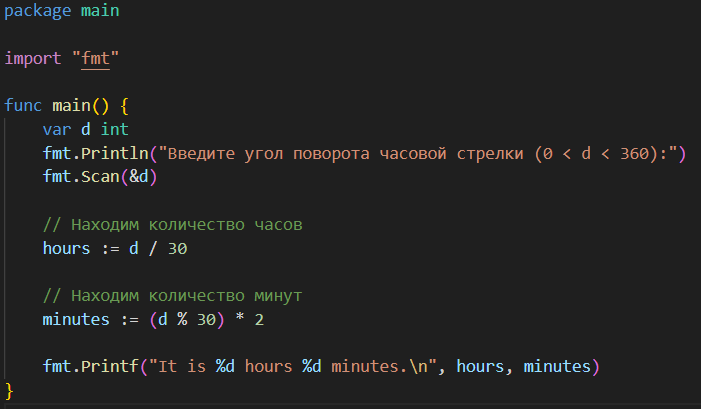 package main
import "fmt"
func main() {
var d int
fmt.Println("Введите угол поворота часовой стрелки (0 < d < 360):")
fmt.Scan(&d)
// Находим количество часов
hours := d / 30
// Находим количество минут
minutes := (d % 30) * 2
fmt.Printf("It is %d hours %d minutes.\n", hours, minutes)
}